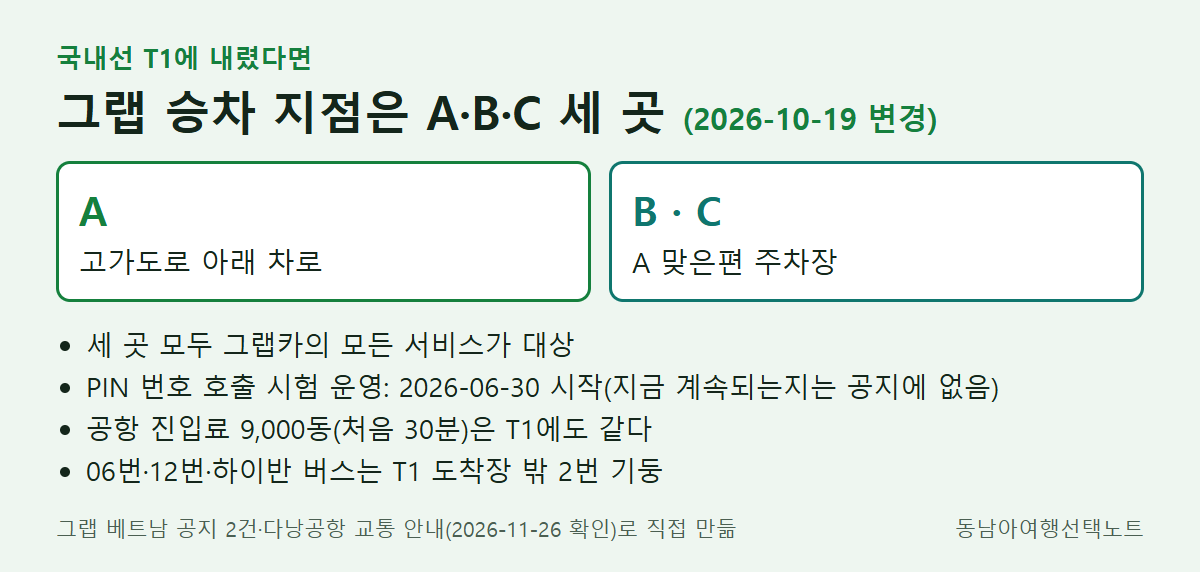 국내선 T1에 내렸다면
그랩 승차 지점은 A·B·C 세 곳 (2026-10-19 변경)
A
고가도로 아래 차로
B · C
A 맞은편 주차장
• 세 곳 모두 그랩카의 모든 서비스가 대상
• PIN 번호 호출 시험 운영: 2026-06-30 시작(지금 계속되는지는 공지에 없음)
• 공항 진입료 9,000동(처음 30분)은 T1에도 같다
• 06번·12번·하이반 버스는 T1 도착장 밖 2번 기둥
그랩 베트남 공지 2건·다낭공항 교통 안내(2026-11-26 확인)로 직접 만듦
동남아여행선택노트